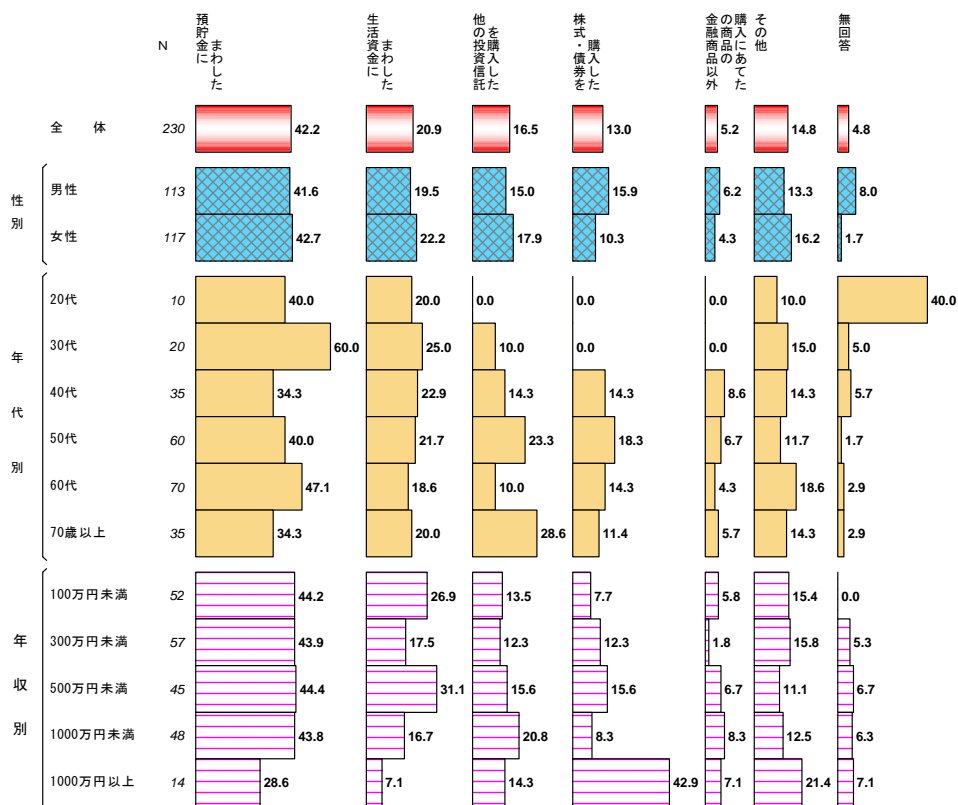 N
預貯金に
まわした
生活資金に
まわした
他の投資信託
を購入した
株式・債券を
購入した
金融商品以外
の商品の
購入にあてた
その他
無回答
全 体 230 42.2 20.9 16.5 13.0 5.2 14.8 4.8
性別
男性 113 41.6 19.5 15.0 15.9 6.2 13.3 8.0
女性 117 42.7 22.2 17.9 10.3 4.3 16.2 1.7
年代別
20代 10 40.0 20.0 0.0 0.0 0.0 10.0 40.0
30代 20 60.0 25.0 10.0 0.0 0.0 15.0 5.0
40代 35 34.3 22.9 14.3 14.3 8.6 14.3 5.7
50代 60 40.0 21.7 23.3 18.3 6.7 11.7 1.7
60代 70 47.1 18.6 10.0 14.3 4.3 18.6 2.9
70歳以上 35 34.3 20.0 28.6 11.4 5.7 14.3 2.9
年収別
100万円未満 52 44.2 26.9 13.5 7.7 5.8 15.4 0.0
300万円未満 57 43.9 17.5 12.3 12.3 1.8 15.8 5.3
500万円未満 45 44.4 31.1 15.6 15.6 6.7 11.1 6.7
1000万円未満 48 43.8 16.7 20.8 8.3 8.3 12.5 6.3
1000万円以上 14 28.6 7.1 14.3 42.9 7.1 21.4 7.1